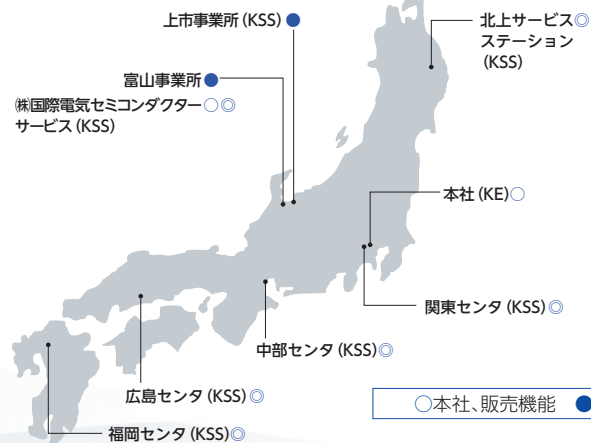 上市事業所(KSS)●
北上サービス◎
ステーション
(KSS)
富山事業所●
㈱国際電気セミコンダクター○◎
サービス(KSS)
本社(KE)○
関東センタ(KSS)◎
中部センタ(KSS)◎
広島センタ(KSS)◎
福岡センタ(KSS)◎
○本社、販売機能 ●